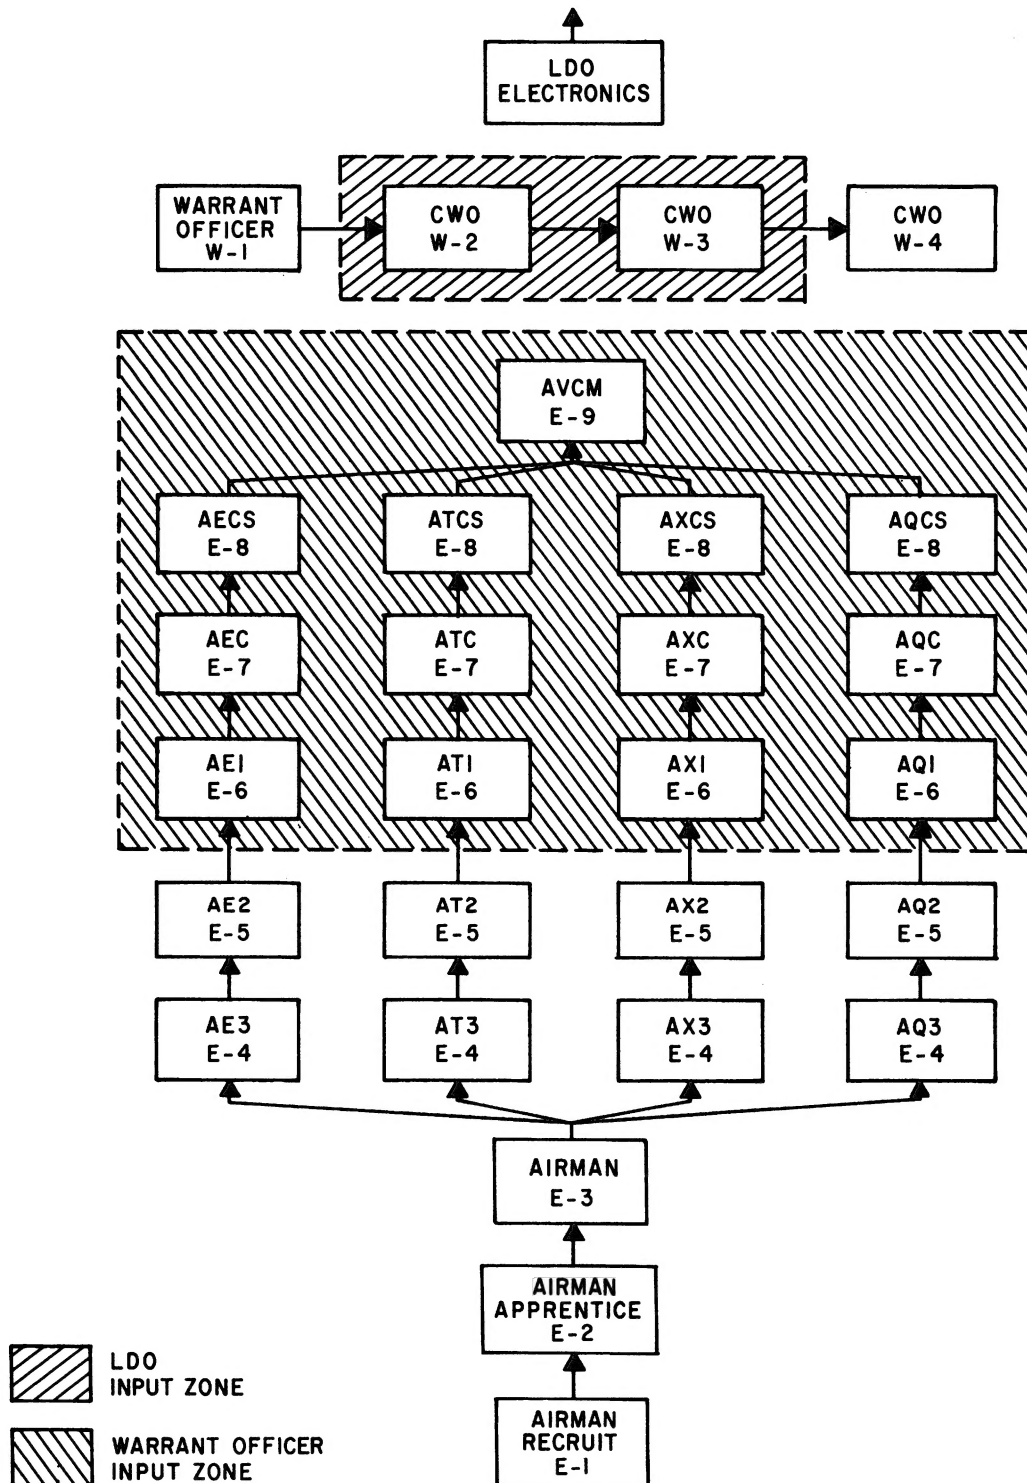 LDO
ELECTRONICS
WARRANT
OFFICER
W-1
CWO
W-2
CWO
W-3
CWO
W-4
AVCM
E-9
AECS
E-8
ATCS
E-8
AXCS
E-8
AQCS
E-8
AEC
E-7
ATC
E-7
AXC
E-7
AQC
E-7
AE1
E-6
AT1
E-6
AX1
E-6
AQ1
E-6
AE2
E-5
AT2
E-5
AX2
E-5
AQ2
E-5
AE3
E-4
AT3
E-4
AX3
E-4
AQ3
E-4
AIRMAN
E-3
AIRMAN
APPRENTICE
E-2
AIRMAN
RECRUIT
E-1
LDO
INPUT ZONE
WARRANT OFFICER
INPUT ZONE